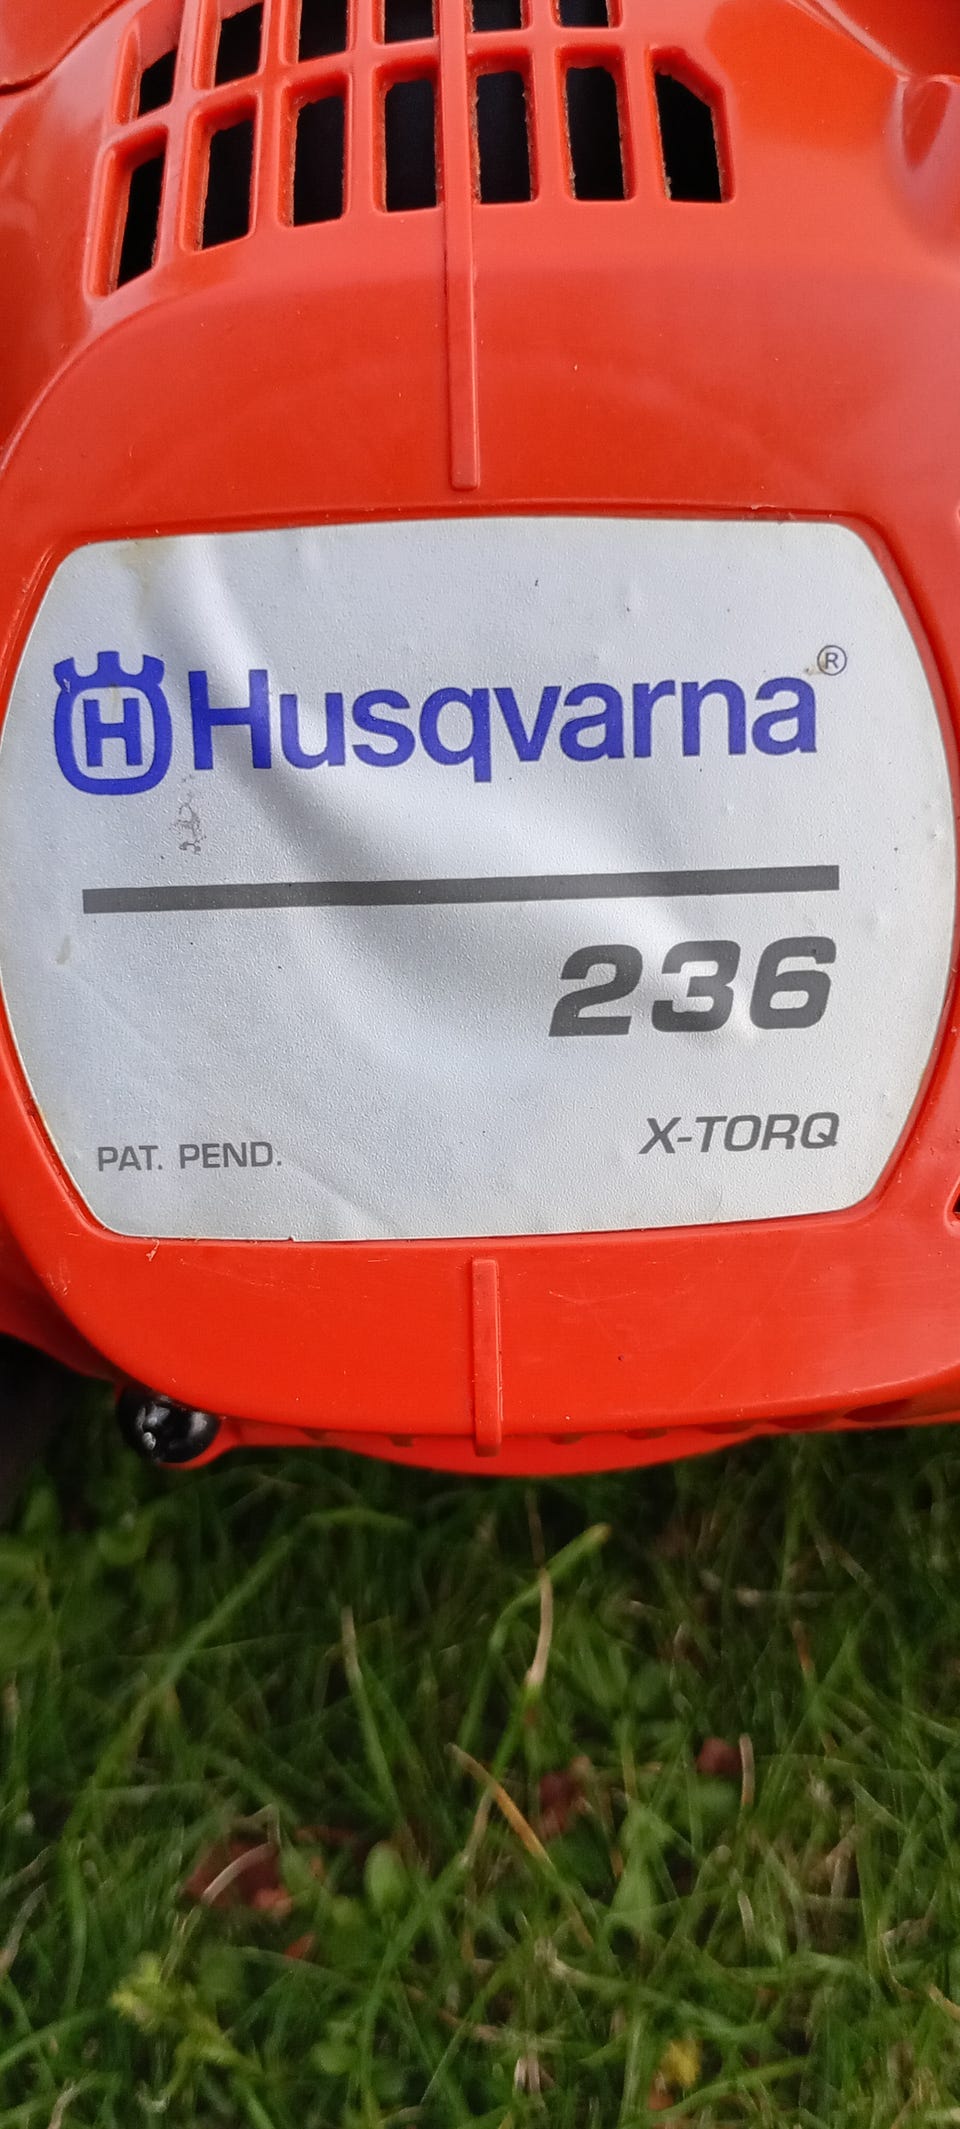 H Husqvarna®
236
X-TORQ
PAT. PEND.